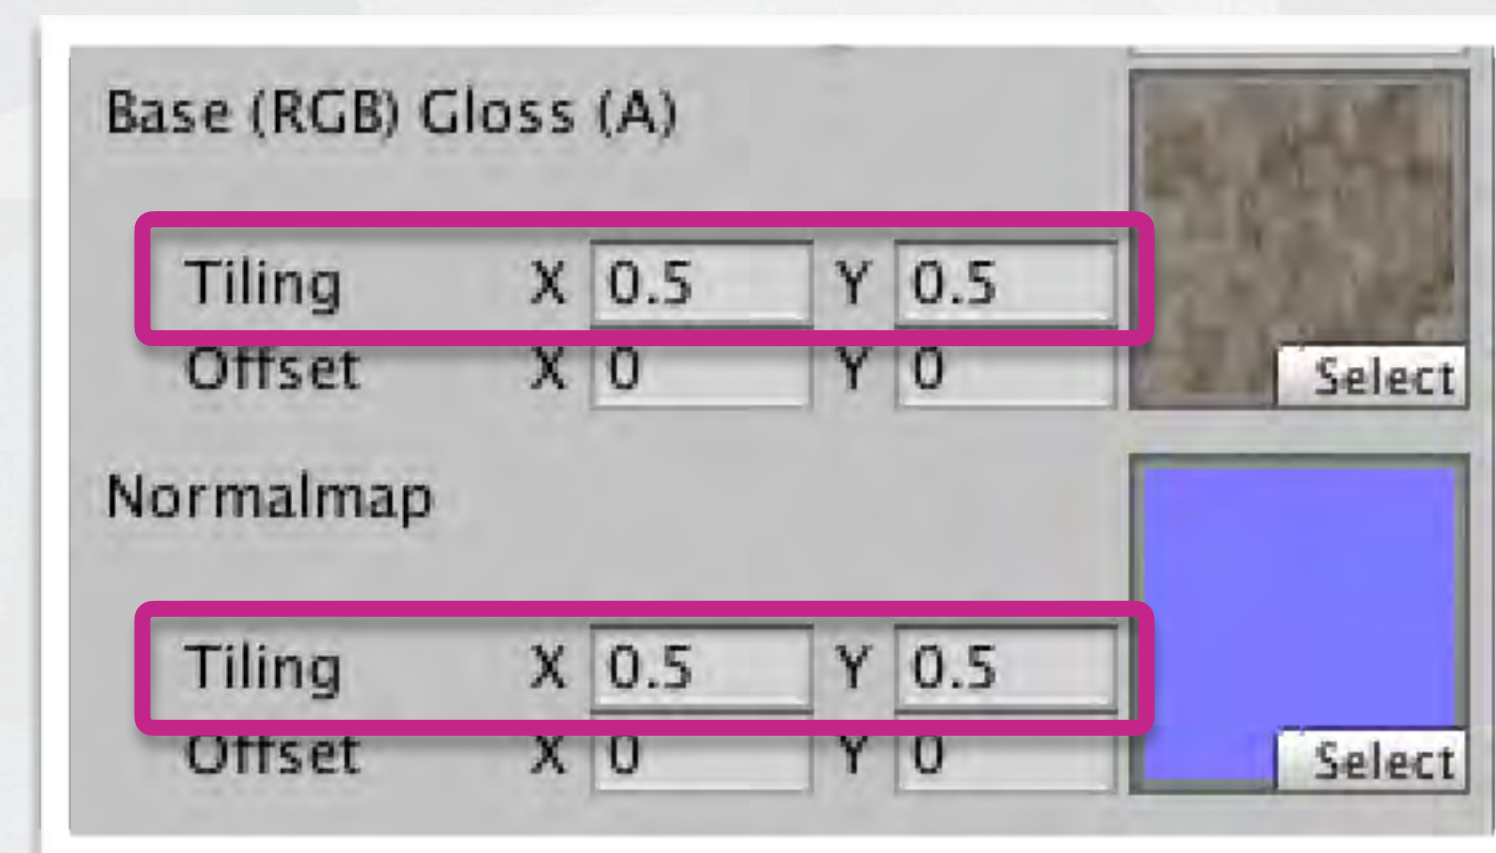 Base (RGB) Gloss (A)
Tiling X 0.5 Y 0.5
Offset X 0 Y 0
Select
Normalmap
Tiling X 0.5 Y 0.5
Offset X 0 Y 0
Select